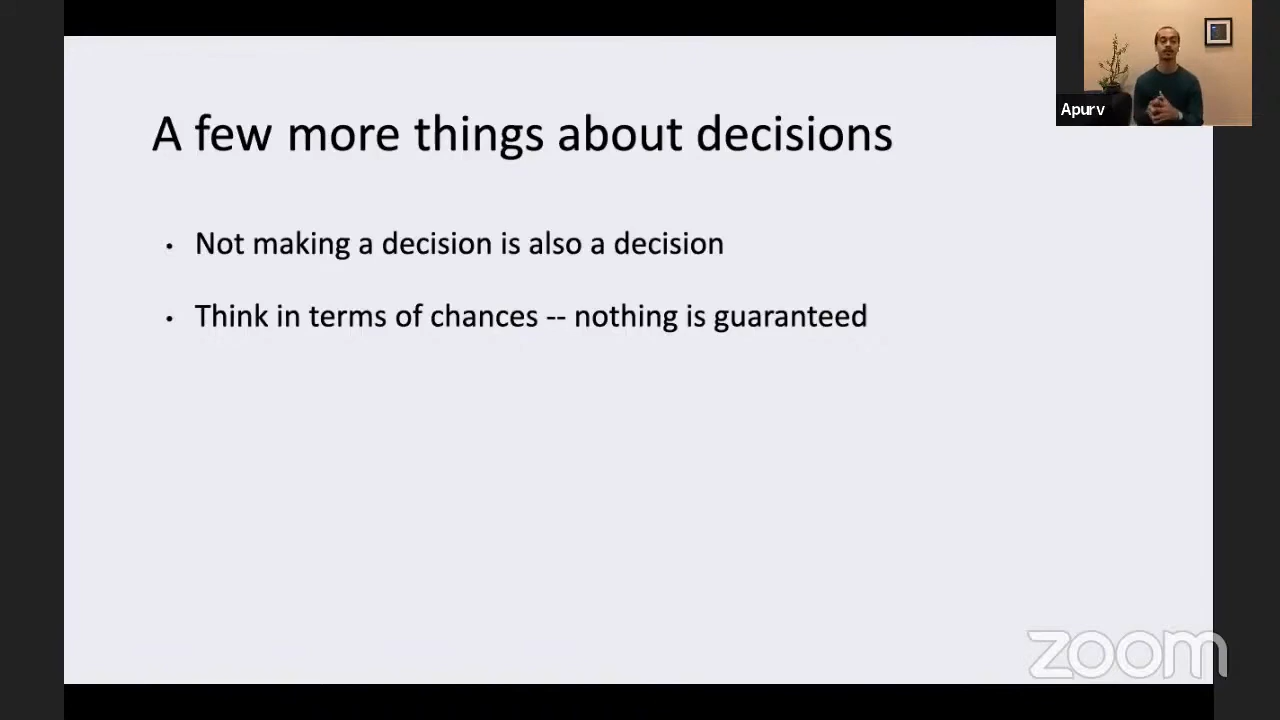 A few more things about decisions
• Not making a decision is also a decision
• Think in terms of chances -- nothing is guaranteed
Apurv
zoom